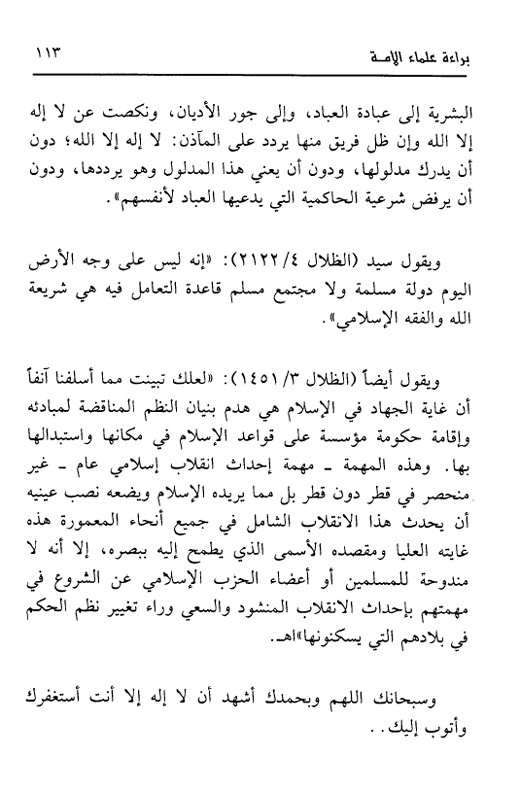 براءة علماء الأمة ١١٣
البشرية إلى عبادة العباد، وإلى جور الأديان، ونكصت عن لا إله
إلا الله وإن ظل فريق منها يردد على المآذن: لا إله إلا الله؛ دون
أن يدرك مدلولها، ودون أن يعني هذا المدلول وهو يرددها، ودون
أن يرفض شرعية الحاكمية التي يدعيها العباد لأنفسهم».
ويقول سيد (الظلال ٤/ ٢١٢٢): «إنه ليس على وجه الأرض
اليوم دولة مسلمة ولا مجتمع مسلم قاعدة التعامل فيه هي شريعة
الله والفقه الإسلامي».
ويقول أيضاً (الظلال ٣/ ١٤٥١): «لعلك تبينت مما أسلفنا آنفاً
أن غاية الجهاد في الإسلام هي هدم بنيان النظم المناقضة لمبادئه
وإقامة حكومة مؤسسة على قواعد الإسلام في مكانها واستبدالها
بها. وهذه المهمة ـ مهمة إحداث انقلاب إسلامي عام ـ غير
منحصر في قطر دون قطر بل مما يريده الإسلام ويضعه نصب عينيه
أن يحدث هذا الانقلاب الشامل في جميع أنحاء المعمورة هذه
غايته العليا ومقصده الأسمى الذي يطمح إليه ببصره، إلا أنه لا
مندوحة للمسلمين أو أعضاء الحزب الإسلامي عن الشروع في
مهمتهم بإحداث الانقلاب المنشود والسعي وراء تغيير نظم الحكم
في بلادهم التي يسكنونها»اهـ.
وسبحانك اللهم وبحمدك أشهد أن لا إله إلا أنت أستغفرك
وأتوب إليك..